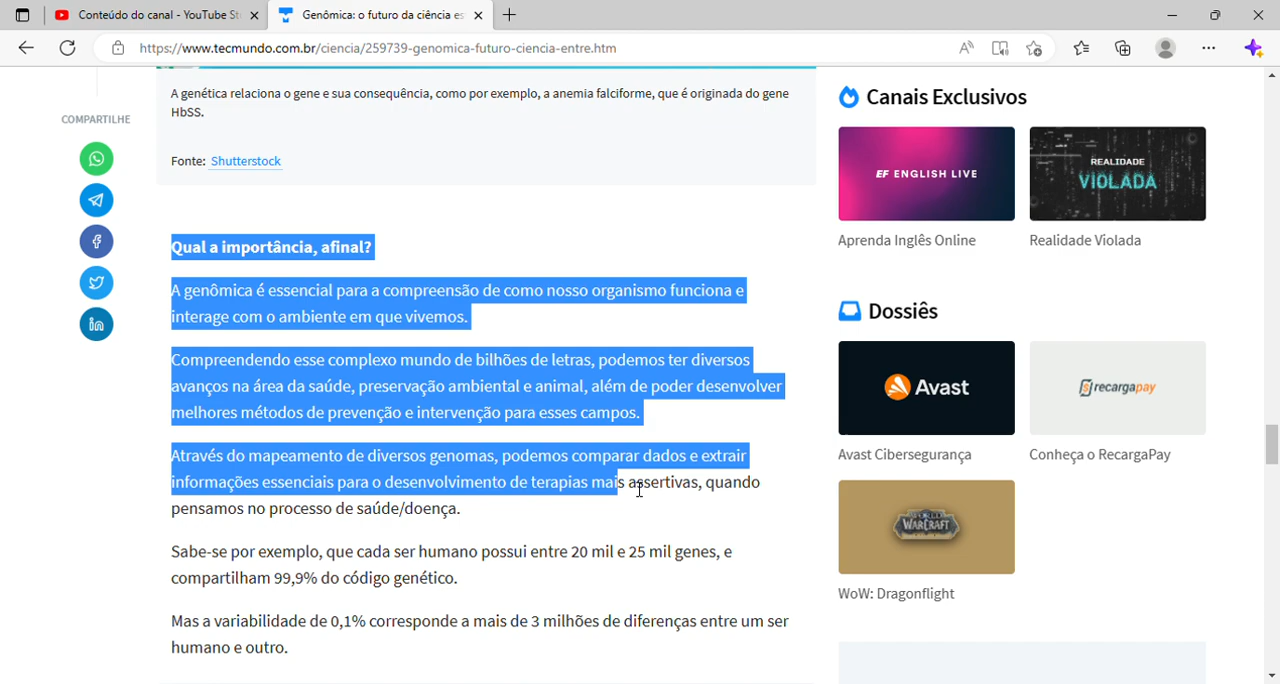 Conteúdo do canal - YouTube St
Genômica: o futuro da ciência es
https://www.tecmundo.com.br/ciencia/259739-genomica-futuro-ciencia-entre.htm
COMPARTILHE
A genética relaciona o gene e sua consequência, como por exemplo, a anemia falciforme, que é originada do gene
HbSS.
Fonte: Shutterstock
Qual a importância, afinal?
A genômica é essencial para a compreensão de como nosso organismo funciona e
interage com o ambiente em que vivemos.
Compreendendo esse complexo mundo de bilhões de letras, podemos ter diversos
avanços na área da saúde, preservação ambiental e animal, além de poder desenvolver
melhores métodos de prevenção e intervenção para esses campos.
Através do mapeamento de diversos genomas, podemos comparar dados e extrair
informações essenciais para o desenvolvimento de terapias mais assertivas, quando
pensamos no processo de saúde/doença.
Sabe-se por exemplo, que cada ser humano possui entre 20 mil e 25 mil genes, e
compartilham 99,9% do código genético.
Mas a variabilidade de 0,1% corresponde a mais de 3 milhões de diferenças entre um ser
humano e outro.
Canais Exclusivos
EF ENGLISH LIVE
REALIDADE
VIOLADA
Aprenda Inglês Online
Realidade Violada
Dossiês
Avast
recargapay
Avast Cibersegurança
Conheça o RecargaPay
WORLD
WARCRAFT
WoW: Dragonflight